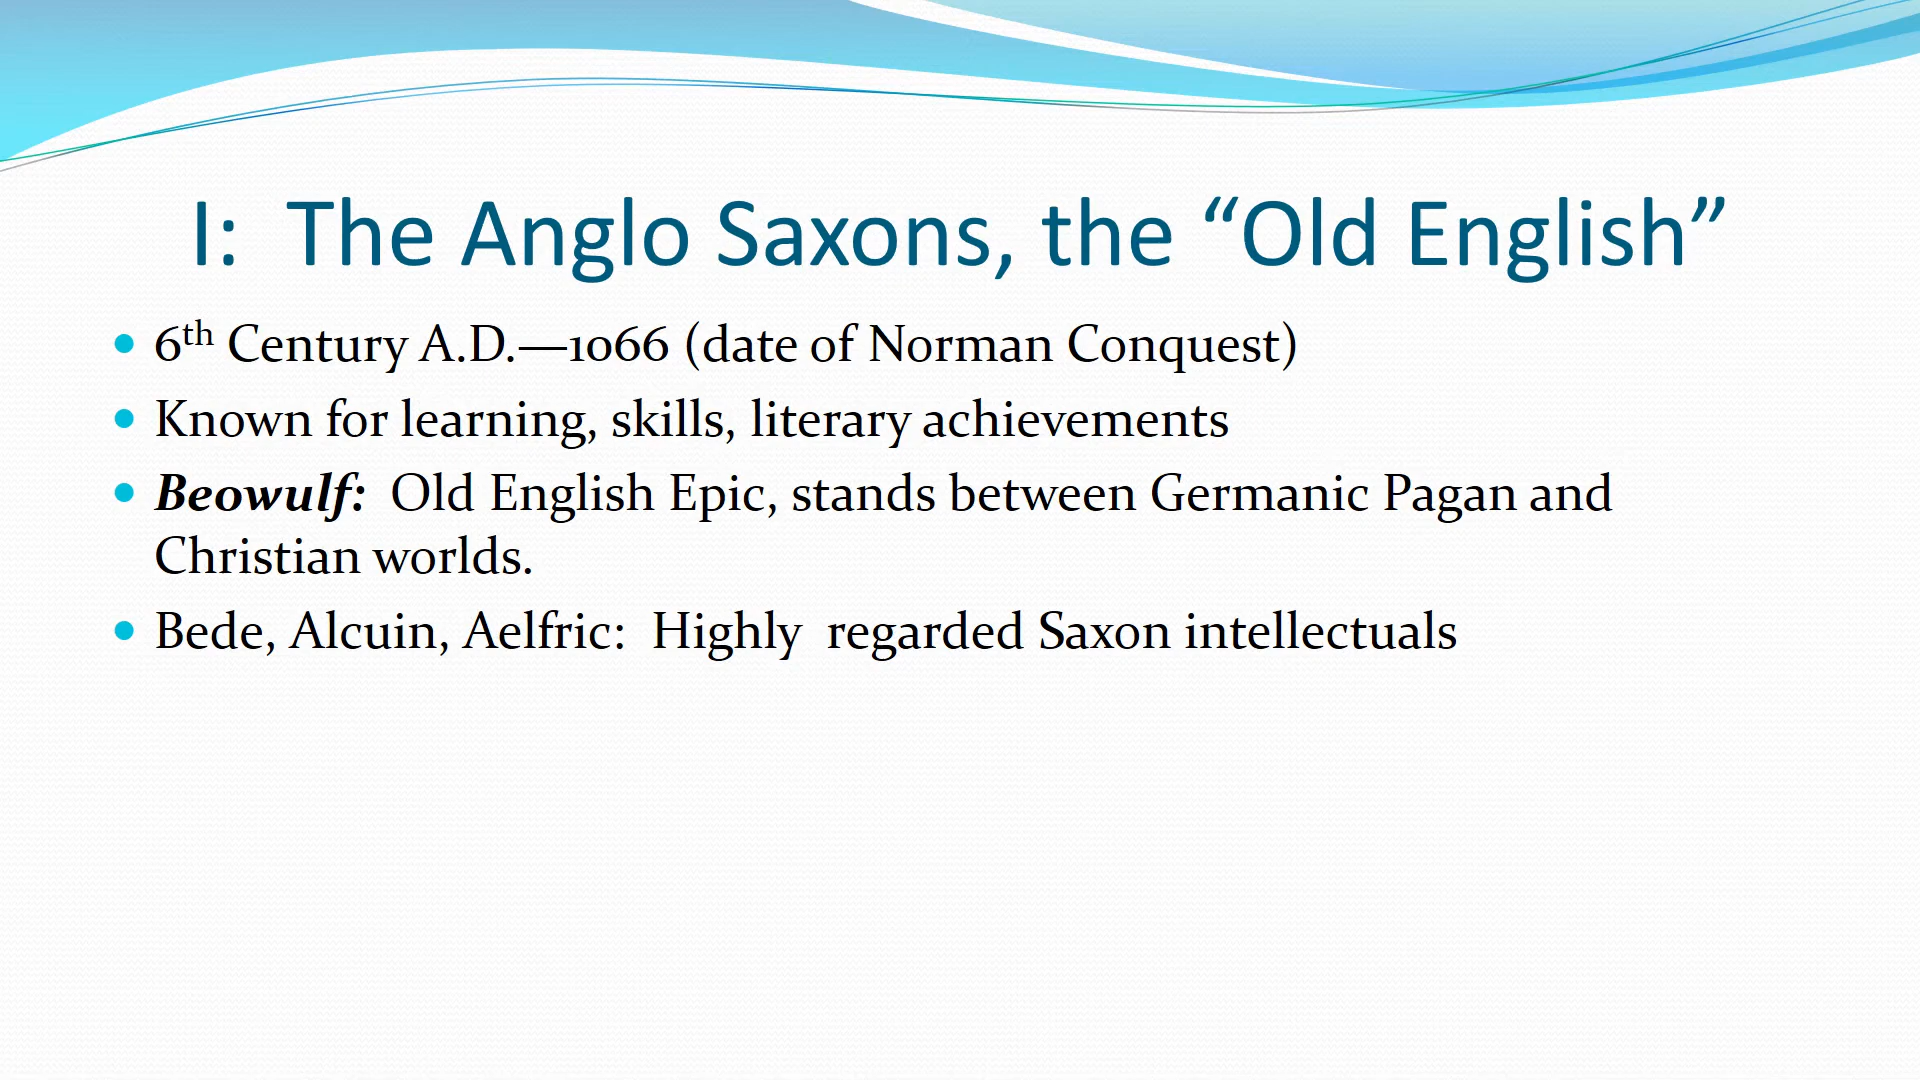 I:  The Anglo Saxons, the “Old English”
• 6th Century A.D.—1066 (date of Norman Conquest)
• Known for learning, skills, literary achievements
• Beowulf:  Old English Epic, stands between Germanic Pagan and
Christian worlds.
• Bede, Alcuin, Aelfric:  Highly  regarded Saxon intellectuals